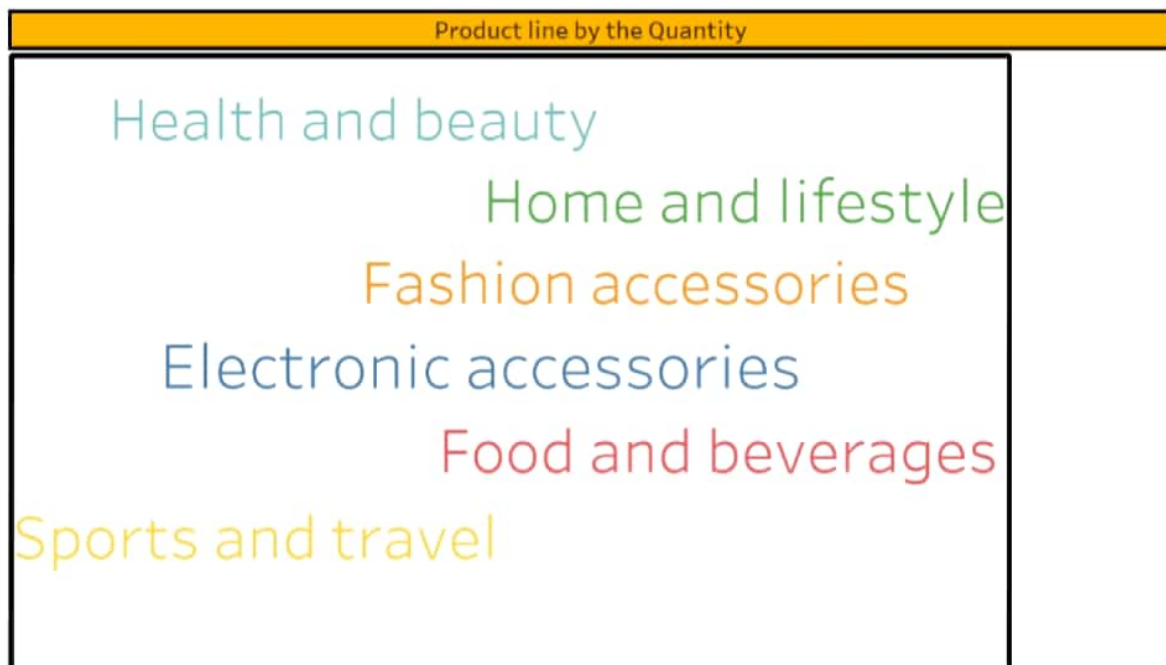 Product line by the Quantity
Health and beauty
Home and lifestyle
Fashion accessories
Electronic accessories
Food and beverages
Sports and travel